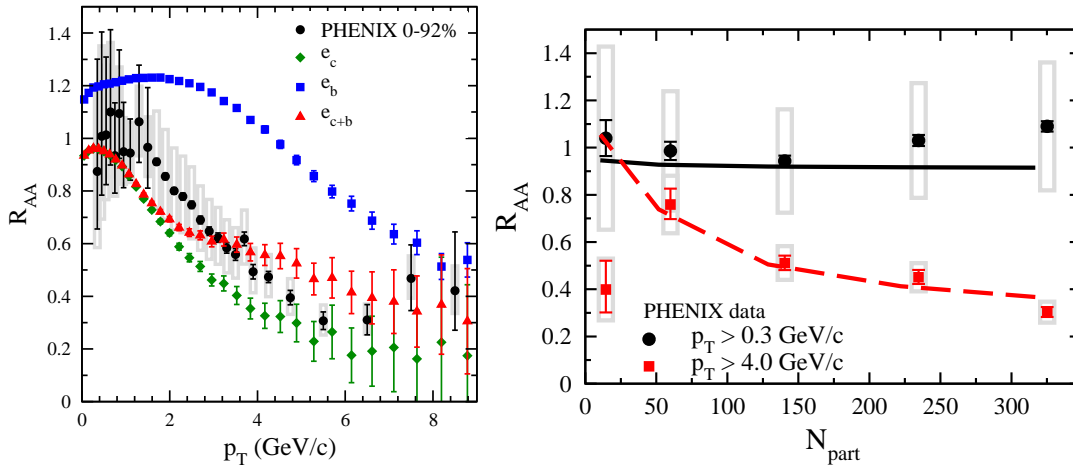 PHENIX 0-92%
e_c
e_b
e_{c+b}
R_AA
1.4
1.2
1
0.8
0.6
0.4
0.2
0
0 2 4 6 8
p_T (GeV/c)
R_AA
1.4
1.2
1
0.8
0.6
0.4
0.2
0
PHENIX data
p_T > 0.3 GeV/c
p_T > 4.0 GeV/c
0 50 100 150 200 250 300
N_part